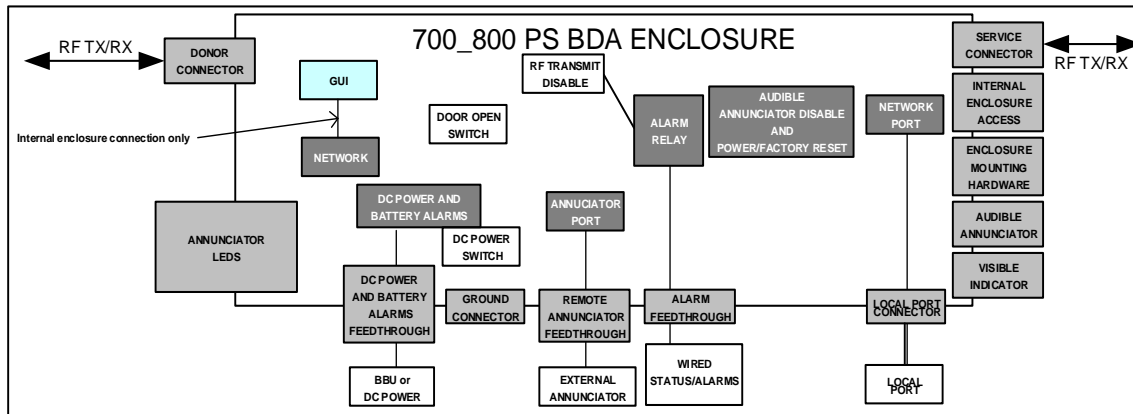 700_800 PS BDA ENCLOSURE
RF TX/RX
DONOR
CONNECTOR
SERVICE
CONNECTOR
RF TX/RX
GUI
RF TRANSMIT
DISABLE
INTERNAL
ENCLOSURE
ACCESS
Internal enclosure connection only
DOOR OPEN
SWITCH
ALARM
RELAY
AUDIBLE
ANNUNCIATOR DISABLE
AND
POWER/FACTORY RESET
NETWORK
PORT
NETWORK
ENCLOSURE
MOUNTING
HARDWARE
DC POWER AND
BATTERY ALARMS
ANNUCIATOR
PORT
AUDIBLE
ANNUNCIATOR
ANNUNCIATOR
LEDS
DC POWER
SWITCH
VISIBLE
INDICATOR
DC POWER
AND BATTERY
ALARMS
FEEDTHROUGH
GROUND
CONNECTOR
REMOTE
ANNUNCIATOR
FEEDTHROUGH
ALARM
FEEDTHROUGH
LOCAL PORT
CONNECTOR
BBU or
DC POWER
EXTERNAL
ANNUNCIATOR
WIRED
STATUS/ALARMS
LOCAL
PORT